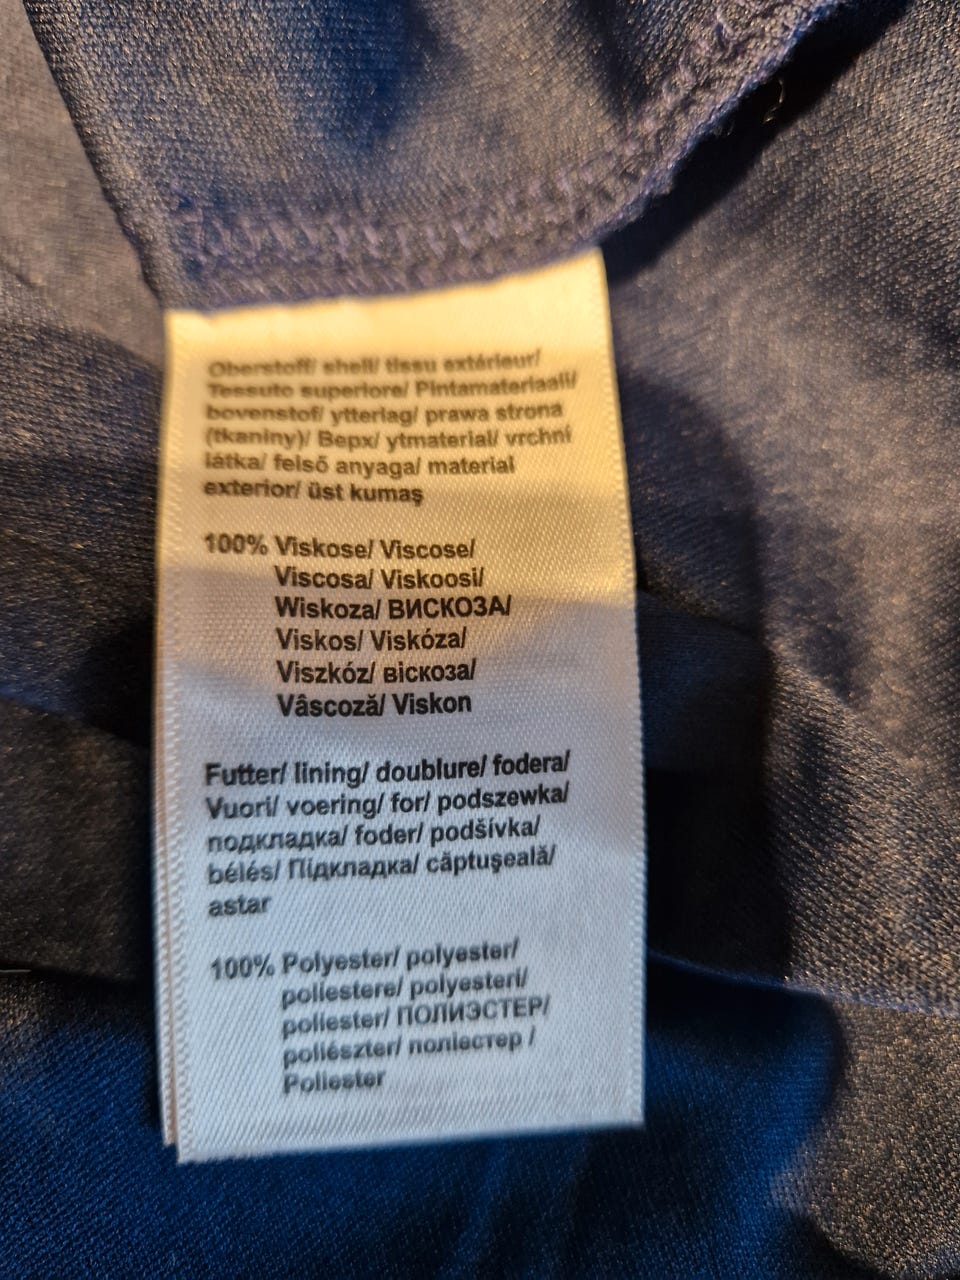 Oberstoff/ shell/ tissu extérieur/
Tessuto superiore/ Pintamateriaali/
bovenstof/ ytterlag/ prawa strona
(tkaniny)/ Верх/ ytmaterial/ vrchní
látka/ felső anyaga/ material
exterior/ üst kumaş
100% Viskose/ Viscose/
Viscosa/ Viskoosi/
Wiskoza/ ВИСКОЗА/
Viskos/ Viskóza/
Viszkóz/ віскоза/
Vâscoză/ Viskon
Futter/ lining/ doublure/ fodera/
Vuori/ voering/ for/ podszewka/
подкладка/ foder/ podšívka/
bélés/ Підкладка/ căptuşeală/
astar
100% Polyester/ polyester/
poliestere/ polyesteri/
poliester/ ПОЛИЭСТЕР/
poliészter/ поліестер /
Poliester